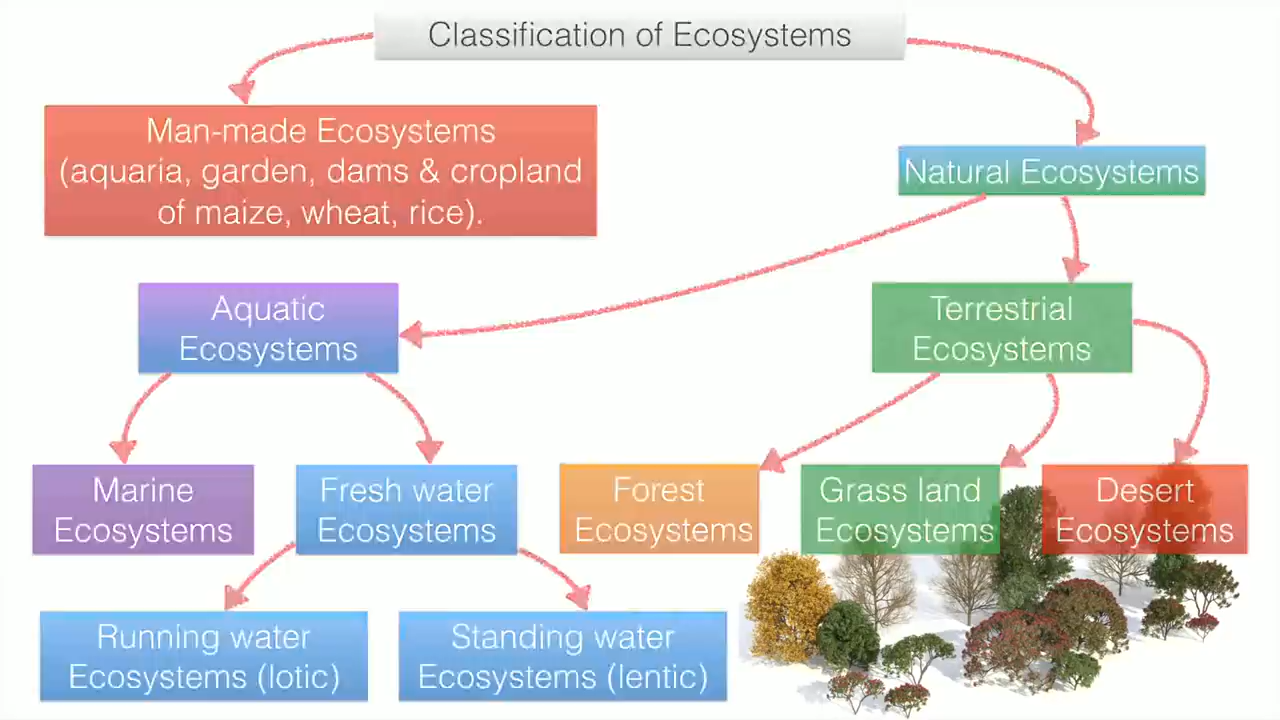 Classification of Ecosystems
Man-made Ecosystems
(aquaria, garden, dams & cropland
of maize, wheat, rice).
Natural Ecosystems
Aquatic
Ecosystems
Terrestrial
Ecosystems
Marine
Ecosystems
Fresh water
Ecosystems
Forest
Ecosystems
Grass land
Ecosystems
Desert
Ecosystems
Running water
Ecosystems (lotic)
Standing water
Ecosystems (lentic)